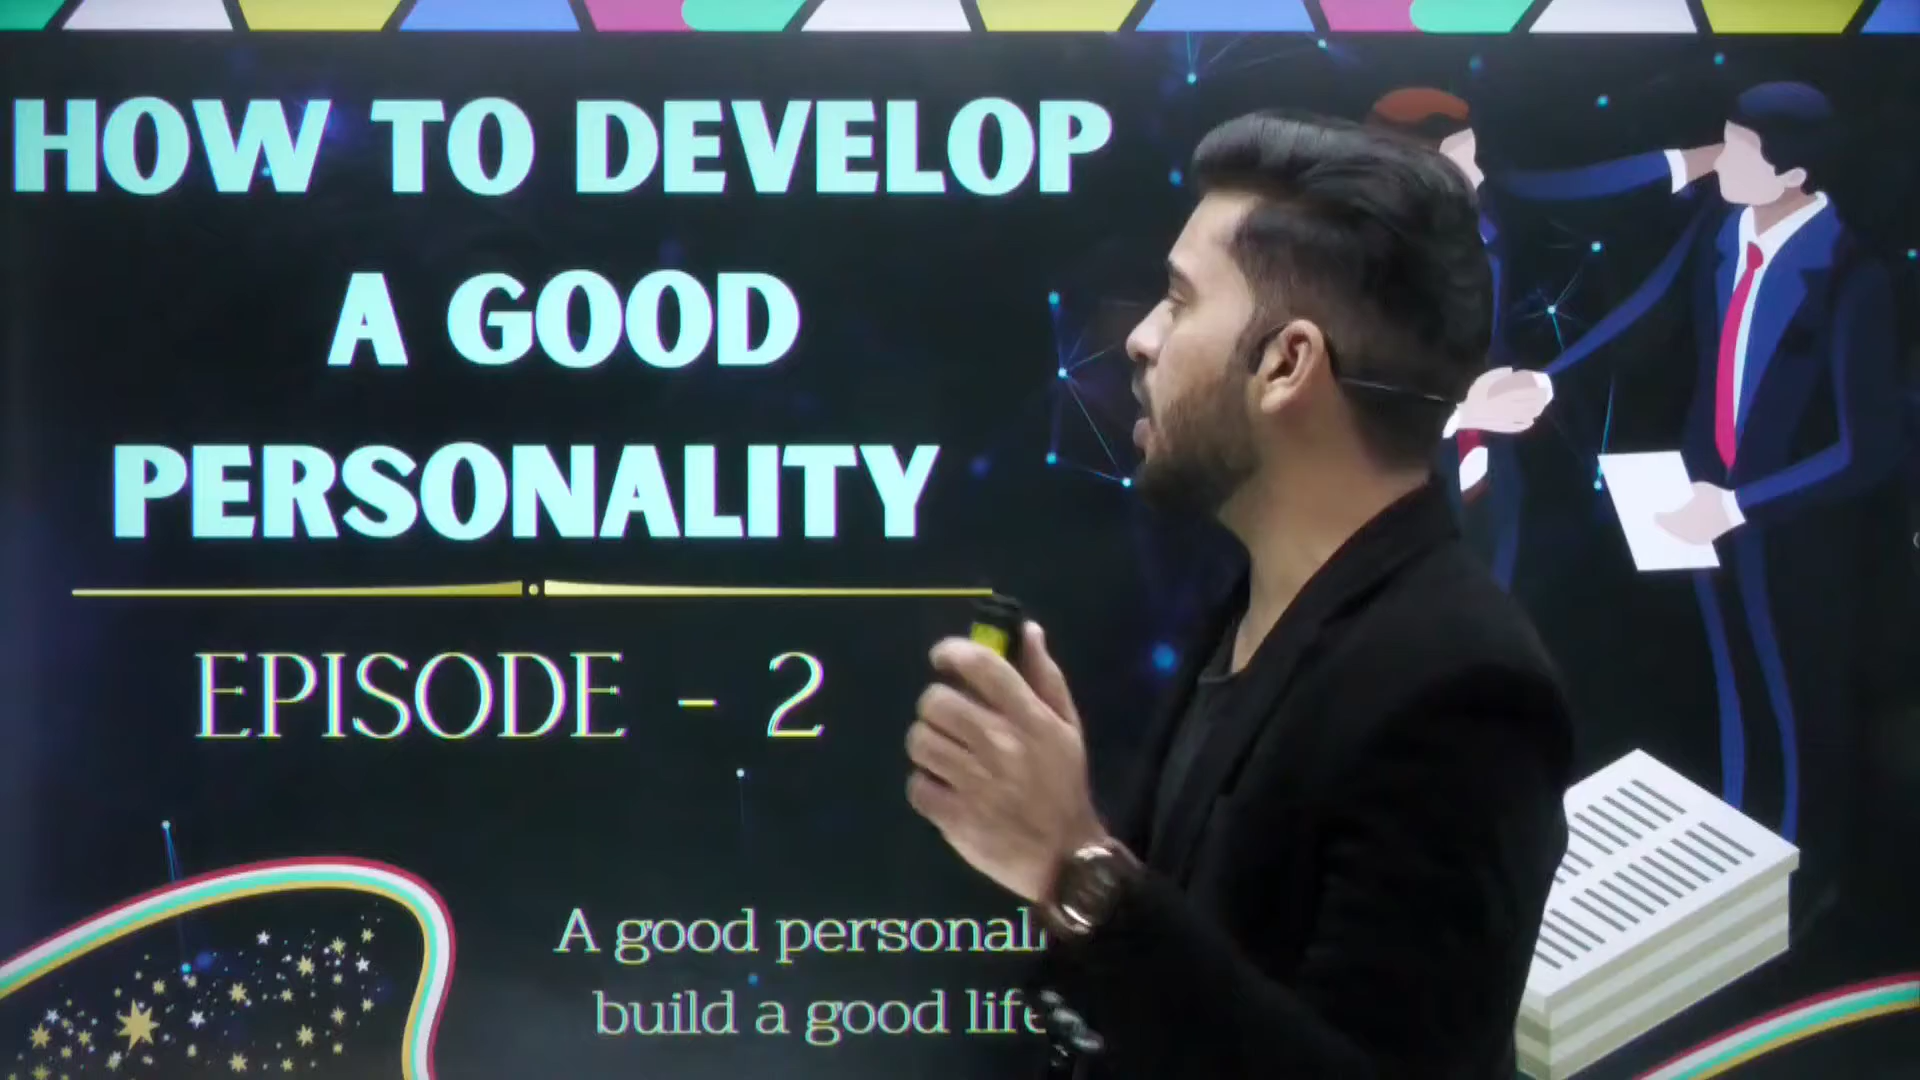 HOW TO DEVELOP
A GOOD
PERSONALITY
EPISODE - 2
A good
build a good